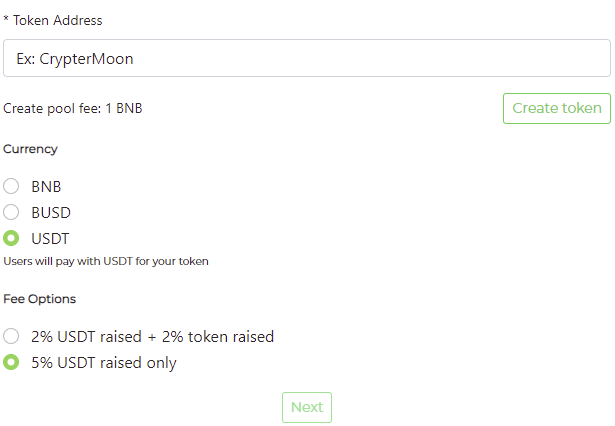 * Token Address
Ex: CrypterMoon
Create pool fee: 1 BNB
Create token
Currency
BNB
BUSD
USDT
Users will pay with USDT for your token
Fee Options
2% USDT raised + 2% token raised
5% USDT raised only
Next